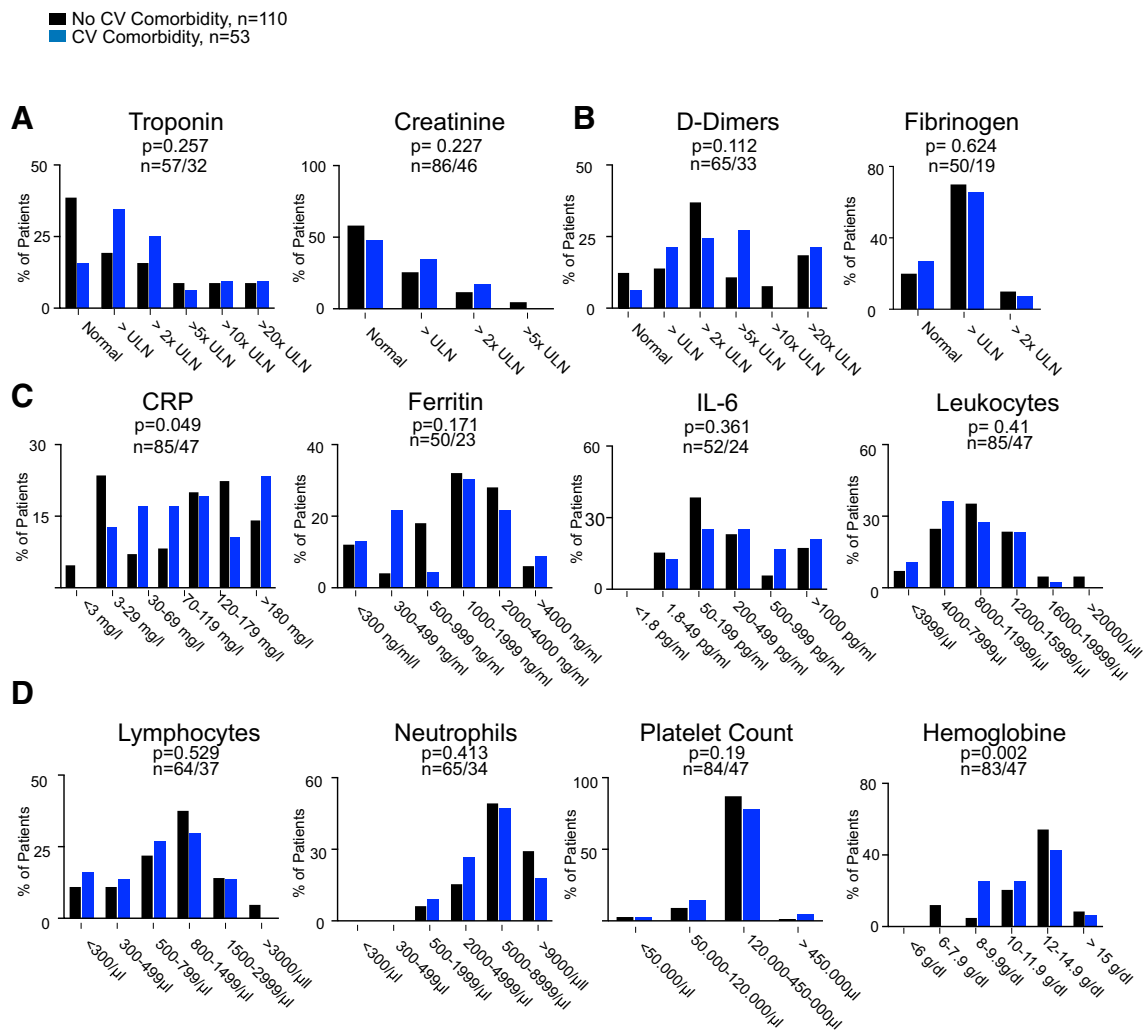 No CV Comorbidity, n=110
CV Comorbidity, n=53
A
Troponin
p=0.257
n=57/32
% of Patients
50
25
0
Normal
> ULN
> 2x ULN
>5x ULN
>10x ULN
>20x ULN
Creatinine
p= 0.227
n=86/46
% of Patients
100
50
0
Normal
> ULN
> 2x ULN
>5x ULN
B
D-Dimers
p=0.112
n=65/33
% of Patients
50
25
0
Normal
> ULN
> 2x ULN
>5x ULN
>10x ULN
>20x ULN
Fibrinogen
p= 0.624
n=50/19
% of Patients
80
40
0
Normal
> ULN
> 2x ULN
C
CRP
p=0.049
n=85/47
% of Patients
30
15
<3 mg/l
3-29 mg/l
30-69 mg/l
70-119 mg/l
120-179 mg/l
>180 mg/l
Ferritin
p=0.171
n=50/23
% of Patients
40
20
0
<300 ng/ml/l
300-499 ng/ml
500-999 ng/ml
1000-1999 ng/ml
2000-4000 ng/ml
>4000 ng/ml
IL-6
p=0.361
n=52/24
% of Patients
60
30
0
<1.8 pg/ml
1.8-49 pg/ml
50-199 pg/ml
200-499 pg/ml
500-999 pg/ml
>1000 pg/ml
Leukocytes
p= 0.41
n=85/47
% of Patients
60
30
0
<3999/µl
4000-799µl
8000-11999/µl
12000-15999/µl
16000-19999/µl
>20000/µll
D
Lymphocytes
p=0.529
n=64/37
% of Patients
50
25
0
<300/µl
300-499µl
500-799/µl
800-1499/µl
1500-2999/µl
>3000/µll
Neutrophils
p=0.413
n=65/34
% of Patients
60
30
0
<300/µl
300-499µl
500-1999/µl
2000-4999/µl
5000-8999/µl
>9000/µll
Platelet Count
p=0.19
n=84/47
% of Patients
100
50
<50.000/µl
50.000-120.000/µl
120.000-450-000µl
> 450.000µl
Hemoglobine
p=0.002
n=83/47
% of Patients
80
40
0
<6 g/dl
6-7.9 g/dl
8-9.9g/dl
10-11.9 g/dl
12-14.9 g/dl
> 15 g/dl